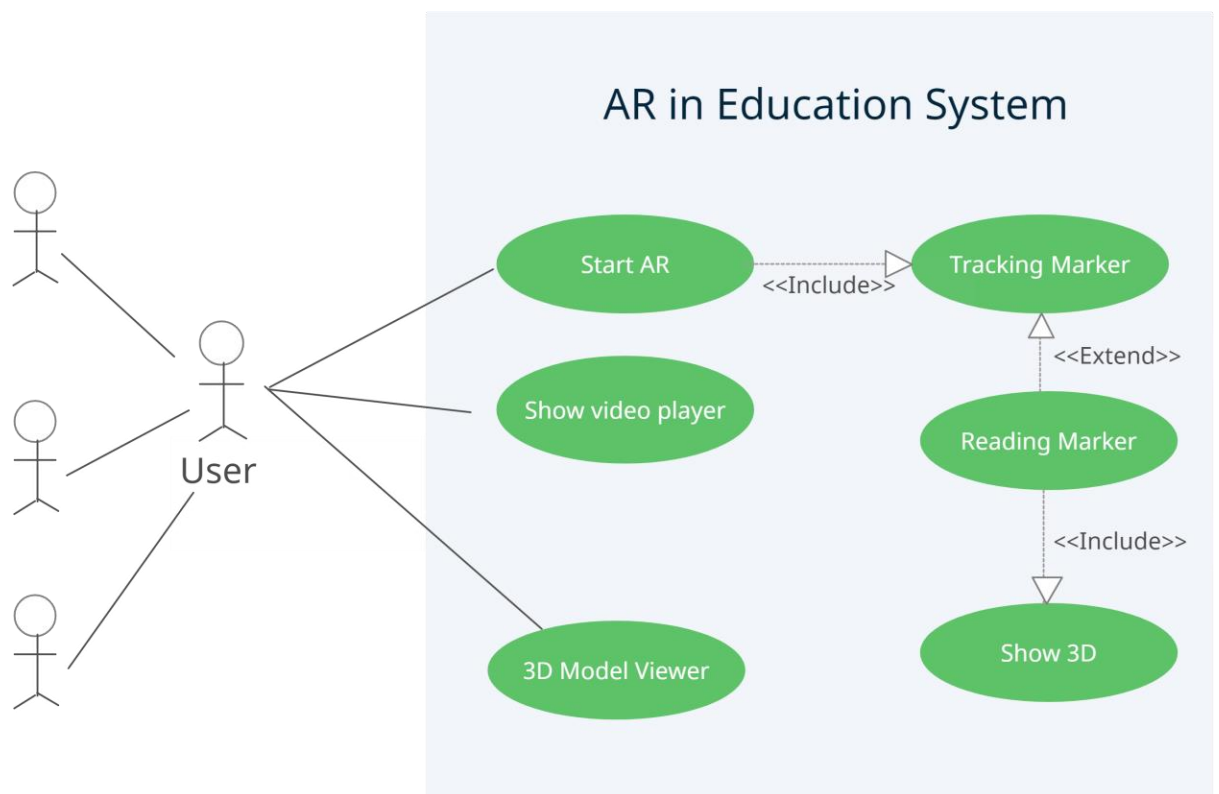 AR in Education System
Start AR
<<Include>>
Tracking Marker
<<Extend>>
Show video player
Reading Marker
User
<<Include>>
3D Model Viewer
Show 3D